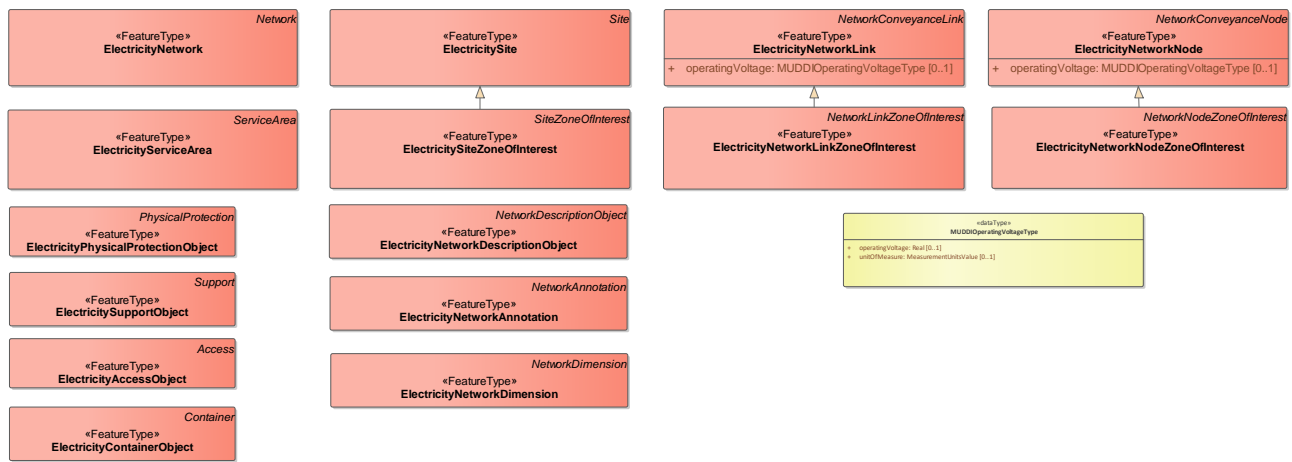 Network
«FeatureType»
ElectricityNetwork
Site
«FeatureType»
ElectricitySite
NetworkConveyanceLink
«FeatureType»
ElectricityNetworkLink
+ operatingVoltage: MUDDIOperatingVoltageType [0..1]
NetworkConveyanceNode
«FeatureType»
ElectricityNetworkNode
+ operatingVoltage: MUDDIOperatingVoltageType [0..1]
ServiceArea
«FeatureType»
ElectricityServiceArea
SiteZoneOfInterest
«FeatureType»
ElectricitySiteZoneOfInterest
NetworkLinkZoneOfInterest
«FeatureType»
ElectricityNetworkLinkZoneOfInterest
NetworkNodeZoneOfInterest
«FeatureType»
ElectricityNetworkNodeZoneOfInterest
PhysicalProtection
«FeatureType»
ElectricityPhysicalProtectionObject
NetworkDescriptionObject
«FeatureType»
ElectricityNetworkDescriptionObject
«dataType»
MUDDIOperatingVoltageType
+ operatingVoltage: Real [0..1]
+ unitOfMeasure: MeasurementUnitsValue [0..1]
Support
«FeatureType»
ElectricitySupportObject
NetworkAnnotation
«FeatureType»
ElectricityNetworkAnnotation
Access
«FeatureType»
ElectricityAccessObject
NetworkDimension
«FeatureType»
ElectricityNetworkDimension
Container
«FeatureType»
ElectricityContainerObject